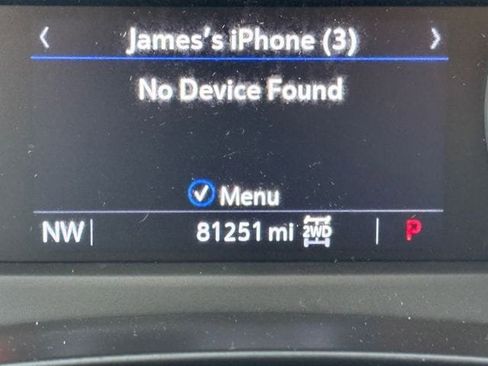 James's iPhone (3)
No Device Found
Menu
NW 81251 mi 2WD P